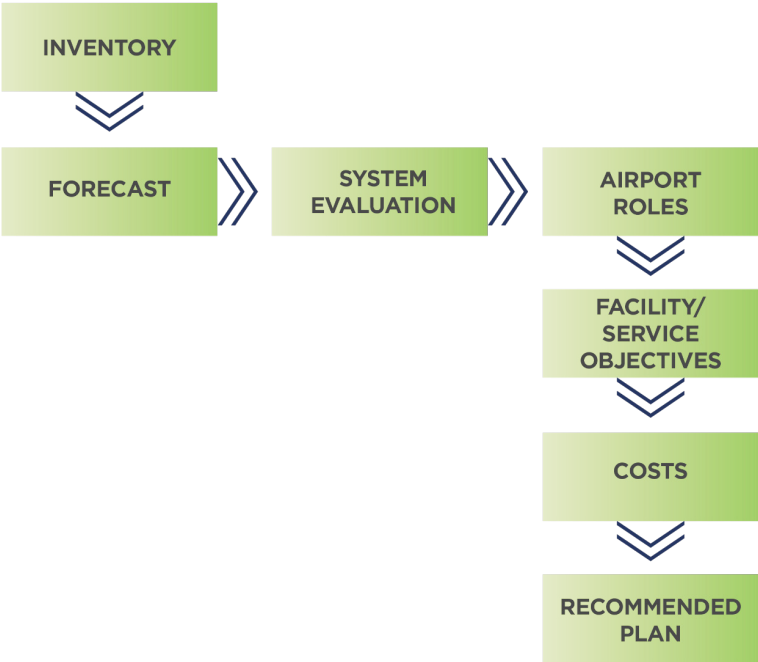 INVENTORY
FORECAST
SYSTEM
EVALUATION
AIRPORT
ROLES
FACILITY/
SERVICE
OBJECTIVES
COSTS
RECOMMENDED
PLAN